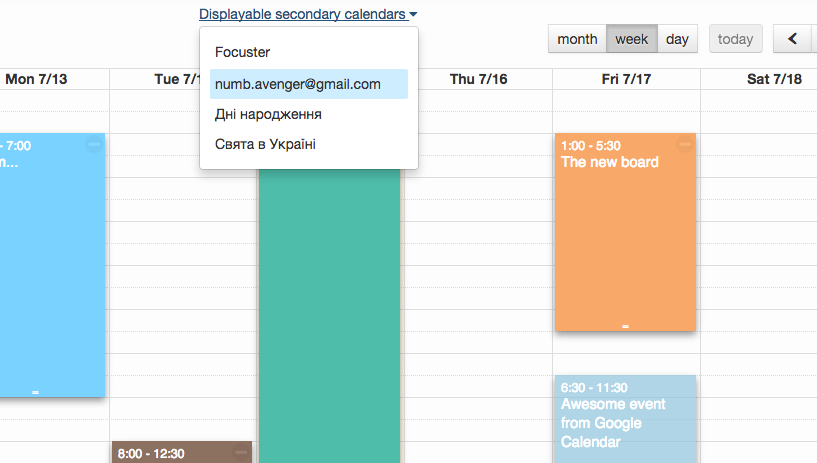 Displayable secondary calendars
month week day today
Focuster
numb.avenger@gmail.com
Дні народження
Свята в Україні
Mon 7/13
Tue 7/1
Thu 7/16
Fri 7/17
Sat 7/18
- 7:00
n...
1:00 - 5:30
The new board
6:30 - 11:30
Awesome event
from Google
Calendar
8:00 - 12:30